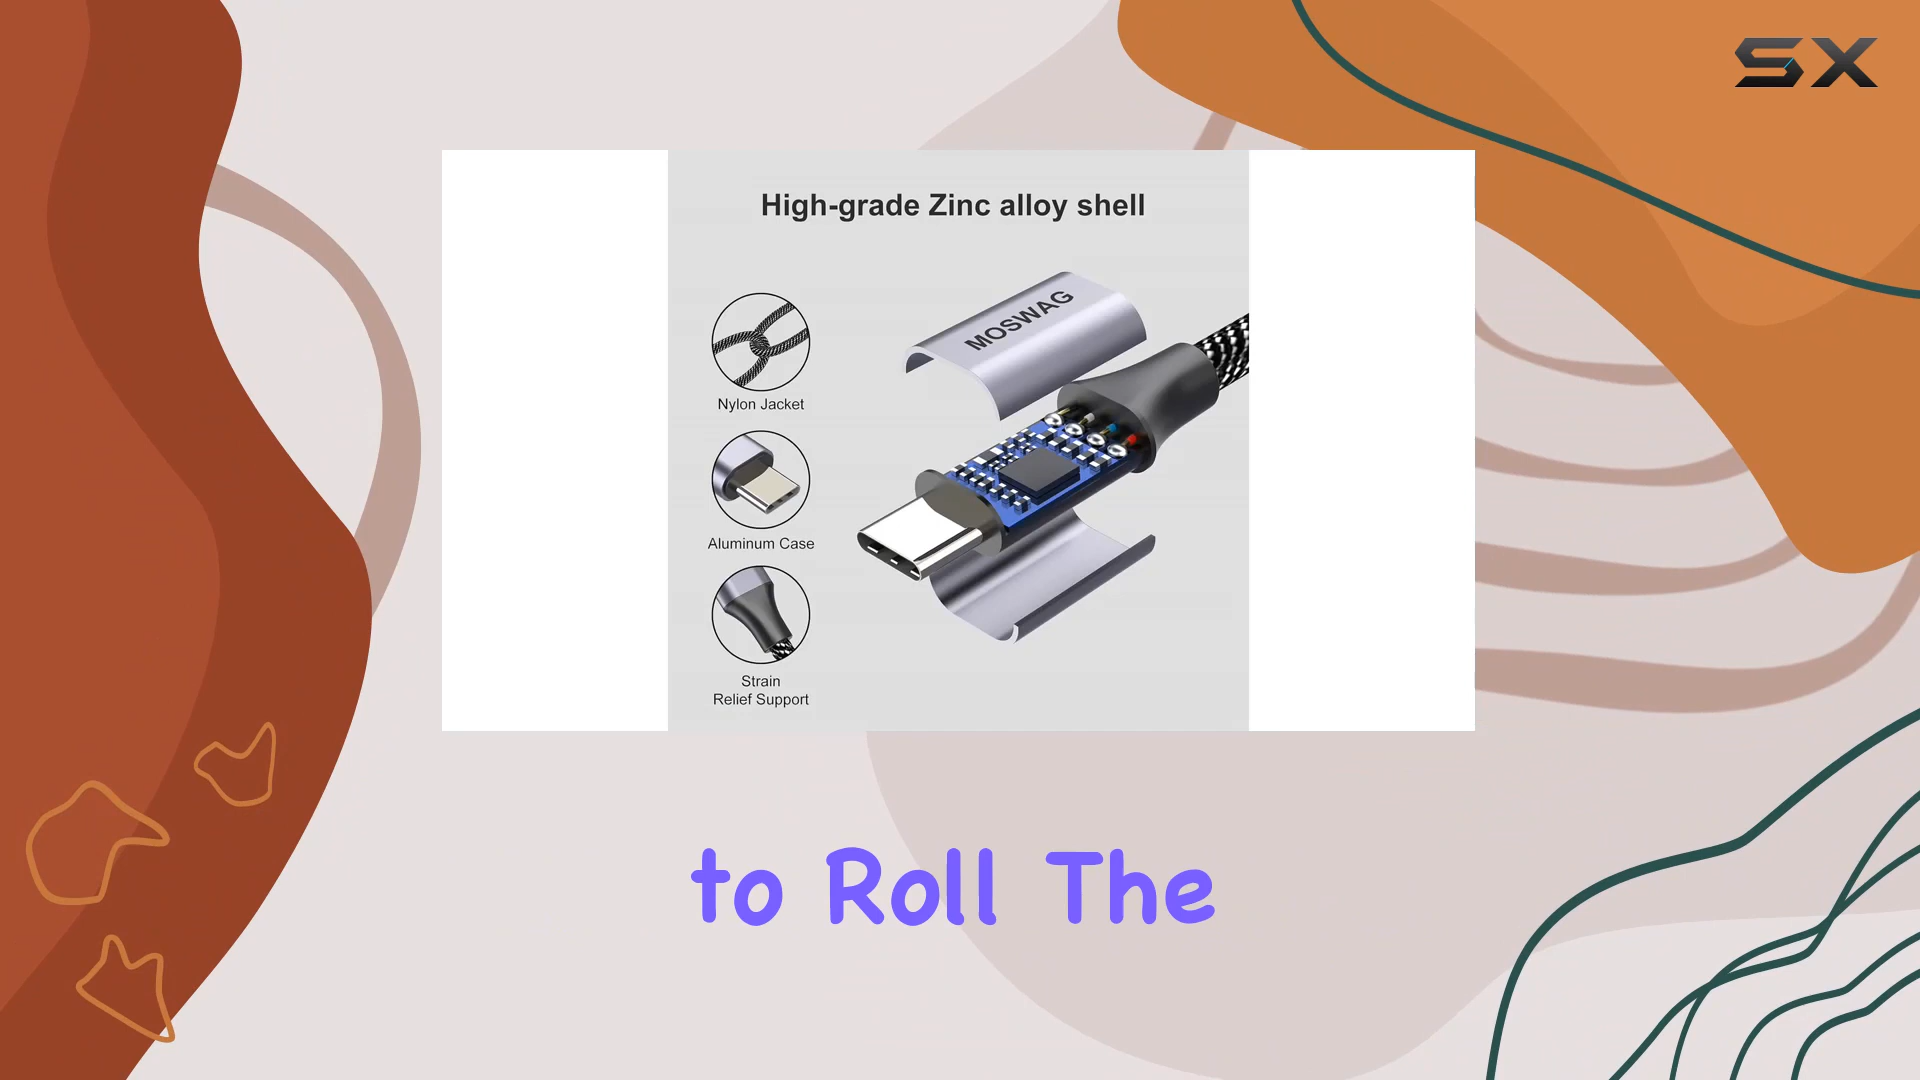 SX
High-grade Zinc alloy shell
MOSWAG
Nylon Jacket
Aluminum Case
Strain
Relief Support
to Roll The